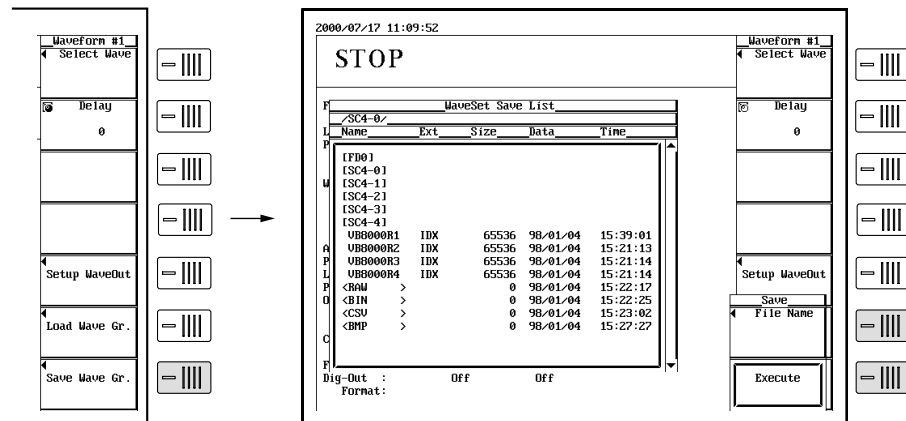 Waveform #1
Select Wave
Delay
0
Setup WaveOut
Load Wave Gr.
Save Wave Gr.
2000/07/17 11:09:52
STOP
WaveSet Save List
/SC4-0/
Name Ext Size Data Time
[FD0]
[SC4-0]
[SC4-1]
[SC4-2]
[SC4-3]
[SC4-4]
VB8000R1 IDX 65536 98/01/04 15:39:01
VB8000R2 IDX 65536 98/01/04 15:21:13
VB8000R3 IDX 65536 98/01/04 15:21:14
VB8000R4 IDX 65536 98/01/04 15:21:14
<RAW > 0 98/01/04 15:22:17
<BIN > 0 98/01/04 15:22:25
<CSV > 0 98/01/04 15:23:02
<BMP > 0 98/01/04 15:27:27
F
L
P
W
A
P
L
P
O
C
F
Dig-Out : Off Off
Format:
Waveform #1
Select Wave
Delay
0
Setup WaveOut
Save
File Name
Execute